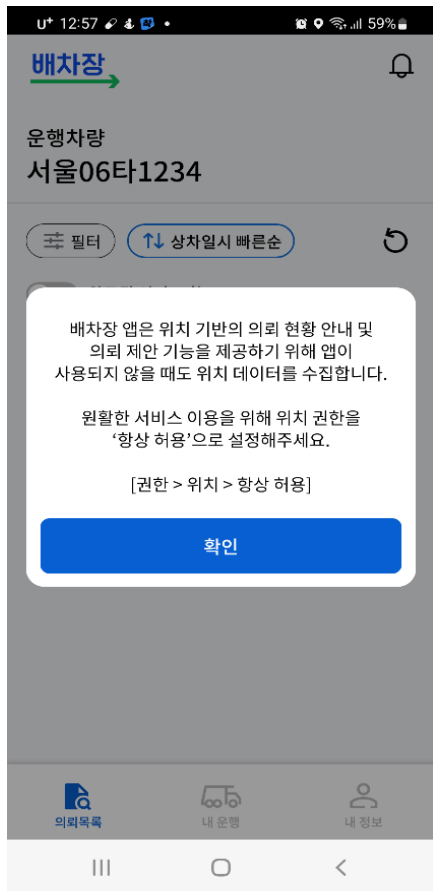 U+ 12:57
59%
배차장
운행차량
서울06타1234
필터
상차일시 빠른순
배차장 앱은 위치 기반의 의뢰 현황 안내 및
의뢰 제안 기능을 제공하기 위해 앱이
사용되지 않을 때도 위치 데이터를 수집합니다.
원활한 서비스 이용을 위해 위치 권한을
‘항상 허용’으로 설정해주세요.
[권한 > 위치 > 항상 허용]
확인
의뢰목록
내 운행
내 정보